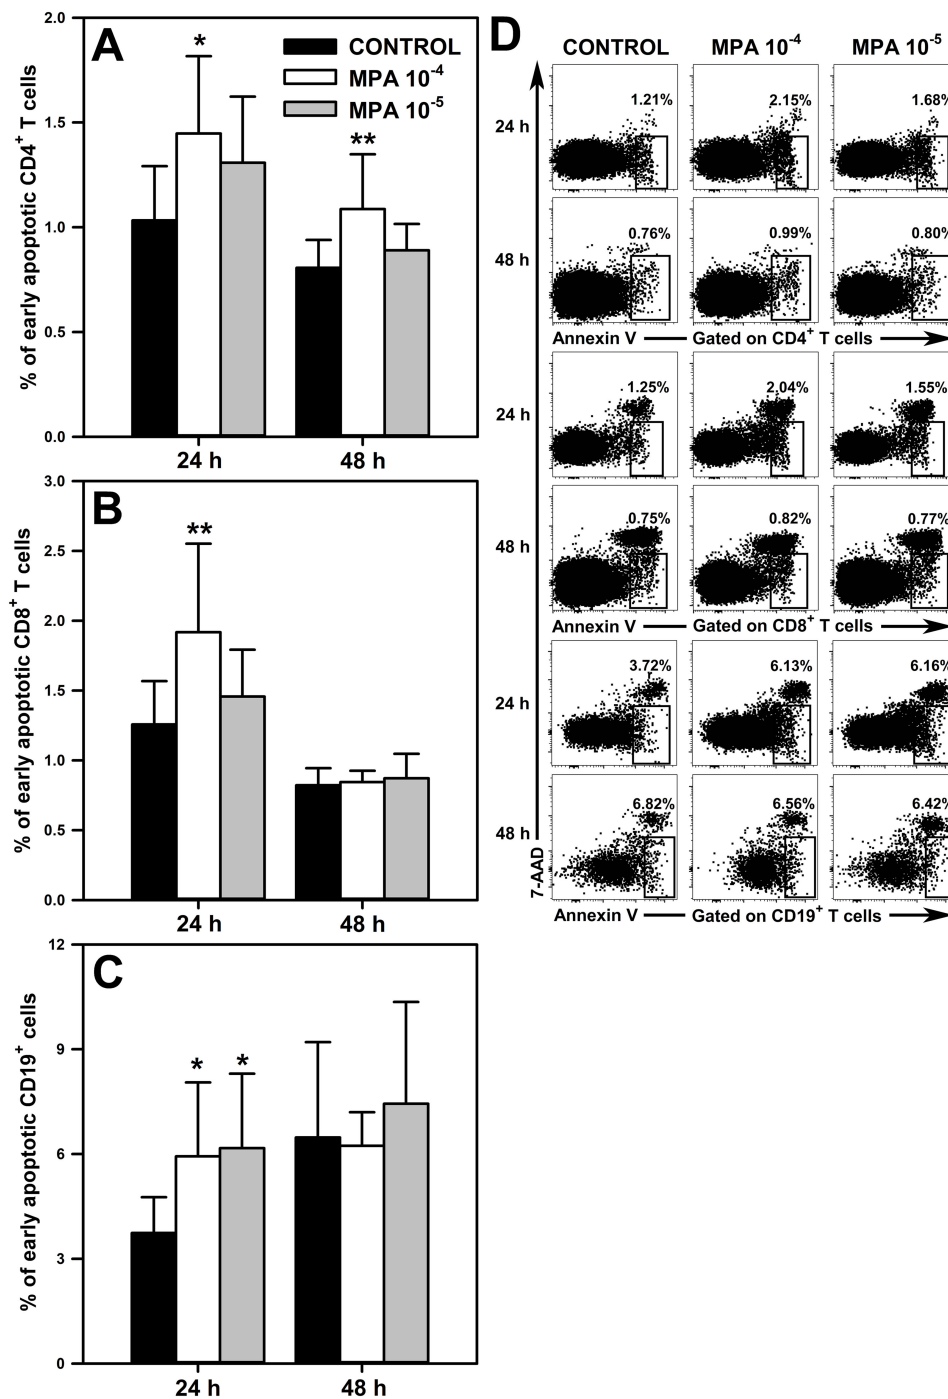 A
CONTROL
MPA 10⁻⁴
MPA 10⁻⁵
*
**
2.0
1.5
1.0
0.5
0.0
% of early apoptotic CD4⁺ T cells
24 h 48 h
B
**
3.0
2.5
2.0
1.5
1.0
0.5
0.0
% of early apoptotic CD8⁺ T cells
24 h 48 h
C
* *
12
9
6
3
0
% of early apoptotic CD19⁺ cells
24 h 48 h
D
CONTROL MPA 10⁻⁴ MPA 10⁻⁵
24 h 1.21% 2.15% 1.68%
48 h 0.76% 0.99% 0.80%
Annexin V Gated on CD4⁺ T cells
24 h 1.25% 2.04% 1.55%
48 h 0.75% 0.82% 0.77%
Annexin V Gated on CD8⁺ T cells
24 h 3.72% 6.13% 6.16%
48 h 6.82% 6.56% 6.42%
7-AAD
Annexin V Gated on CD19⁺ T cells